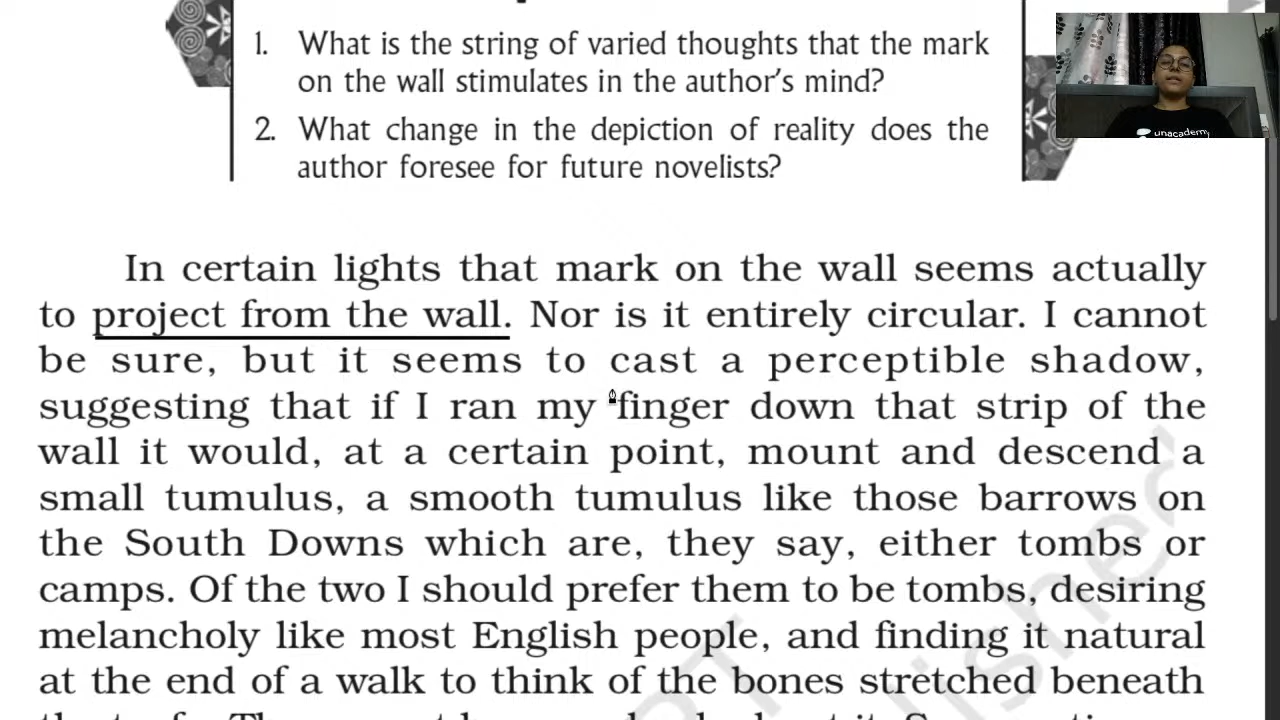 1. What is the string of varied thoughts that the mark
on the wall stimulates in the author's mind?
2. What change in the depiction of reality does the
author foresee for future novelists?
unacademy
In certain lights that mark on the wall seems actually
to project from the wall. Nor is it entirely circular. I cannot
be sure, but it seems to cast a perceptible shadow,
suggesting that if I ran my finger down that strip of the
wall it would, at a certain point, mount and descend a
small tumulus, a smooth tumulus like those barrows on
the South Downs which are, they say, either tombs or
camps. Of the two I should prefer them to be tombs, desiring
melancholy like most English people, and finding it natural
at the end of a walk to think of the bones stretched beneath